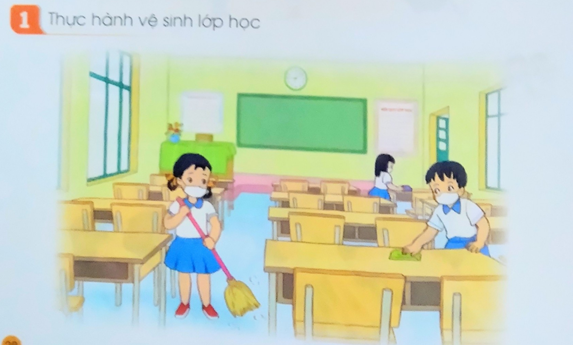 1 Thực hành vệ sinh lớp học